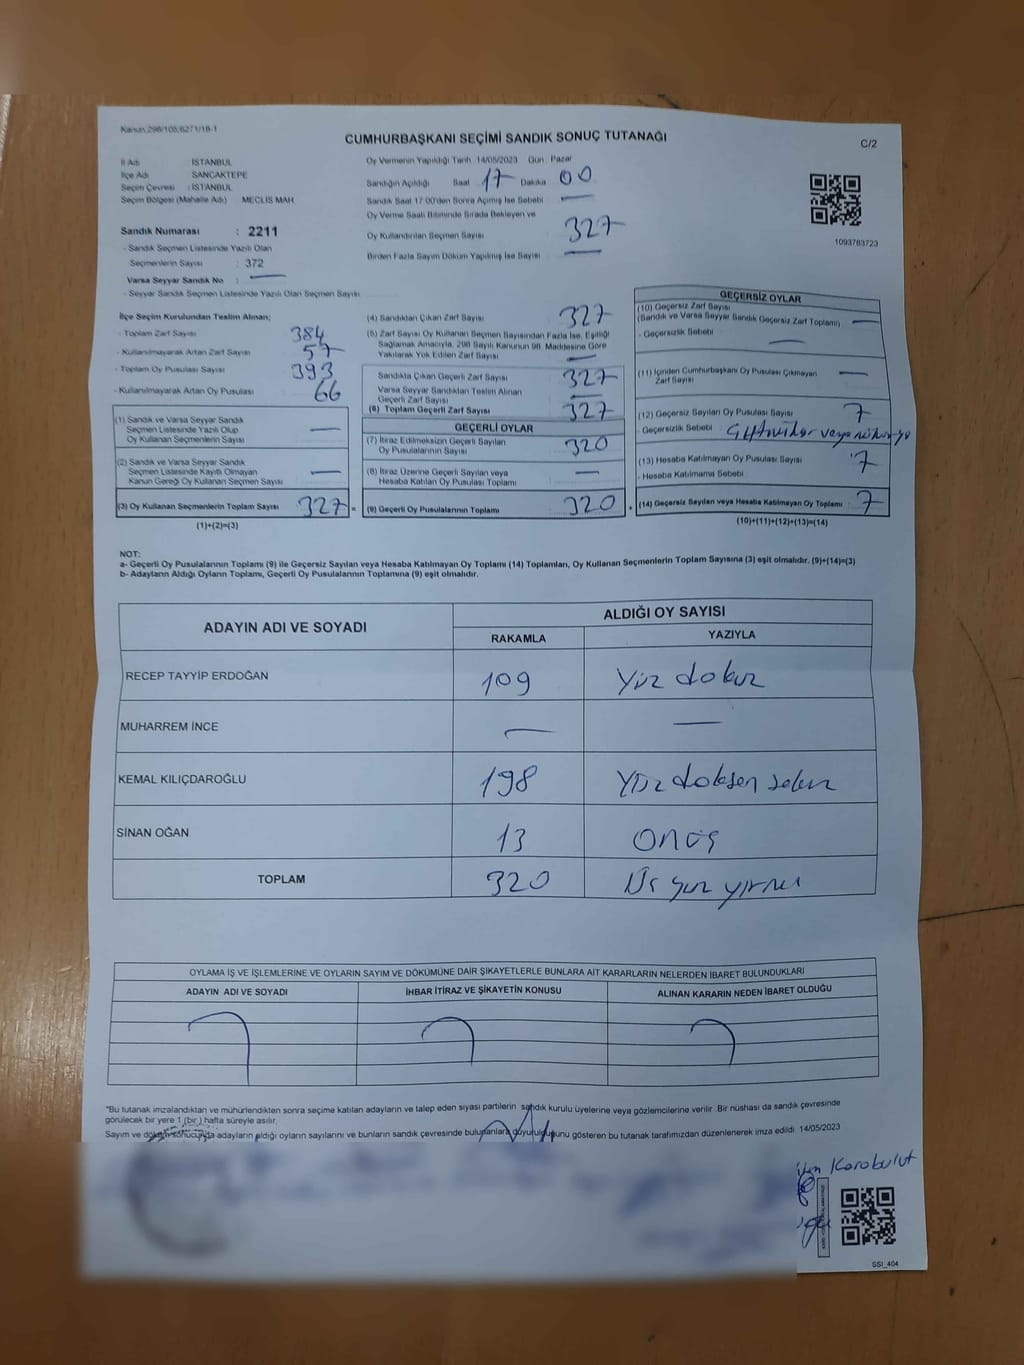 Kanun:298/105,6271/18-1
CUMHURBAŞKANI SEÇİMİ SANDIK SONUÇ TUTANAĞI
C/2
İl Adı İSTANBUL
İlçe Adı SANCAKTEPE
Seçim Çevresi : İSTANBUL
Seçim Bölgesi (Mahalle Adı) MECLİS MAH
Sandık Numarası : 2211
- Sandık Seçmen Listesinde Yazılı Olan
Seçmenlerin Sayısı : 372
Varsa Seyyar Sandık No : —
- Seyyar Sandık Seçmen Listesinde Yazılı Olan Seçmen Sayısı
Oy Vermenin Yapıldığı Tarih 14/05/2023 Gün Pazar
Sandığın Açıldığı Saat 17 Dakika 00
Sandık Saat 17:00'den Sonra Açılmış İse Sebebi —
Oy Verme Saati Bitiminde Sırada Bekleyen ve
Oy Kullandırılan Seçmen Sayısı 327
Birden Fazla Sayım Döküm Yapılmış İse Sayısı —
1093783723
İlçe Seçim Kurulundan Teslim Alınan;
- Toplam Zarf Sayısı 384
- Kullanılmayarak Artan Zarf Sayısı 57
- Toplam Oy Pusulası Sayısı 393
- Kullanılmayarak Artan Oy Pusulası 66
(1) Sandık ve Varsa Seyyar Sandık
Seçmen Listesinde Yazılı Olup
Oy Kullanan Seçmenlerin Sayısı —
(2) Sandık ve Varsa Seyyar Sandık
Seçmen Listesinde Kayıtlı Olmayan
Kanun Gereği Oy Kullanan Seçmen Sayısı —
(3) Oy Kullanan Seçmenlerin Toplam Sayısı 327 =
(1)+(2)=(3)
(4) Sandıktan Çıkan Zarf Sayısı 327
(5) Zarf Sayısı Oy Kullanan Seçmen Sayısından Fazla İse, Eşitliği
Sağlamak Amacıyla, 298 Sayılı Kanunun 98. Maddesine Göre
Yakılarak Yok Edilen Zarf Sayısı —
Sandıkta Çıkan Geçerli Zarf Sayısı 327
Varsa Seyyar Sandıktan Teslim Alınan
Geçerli Zarf Sayısı —
(6) Toplam Geçerli Zarf Sayısı 327
GEÇERLİ OYLAR
(7) İtiraz Edilmeksizin Geçerli Sayılan
Oy Pusulalarının Sayısı 320
(8) İtiraz Üzerine Geçerli Sayılan veya
Hesaba Katılan Oy Pusulası Toplamı —
(9) Geçerli Oy Pusulalarının Toplamı 320 +
GEÇERSİZ OYLAR
(10) Geçersiz Zarf Sayısı
(Sandık ve Varsa Seyyar Sandık Geçersiz Zarf Toplamı) —
- Geçersizlik Sebebi —
(11) İçinden Cumhurbaşkanı Oy Pusulası Çıkmayan
Zarf Sayısı —
(12) Geçersiz Sayılan Oy Pusulası Sayısı 7
- Geçersizlik Sebebi veya
(13) Hesaba Katılmayan Oy Pusulası Sayısı 7
- Hesaba Katılmama Sebebi
(14) Geçersiz Sayılan veya Hesaba Katılmayan Oy Toplamı 7
(10)+(11)+(12)+(13)=(14)
NOT:
a- Geçerli Oy Pusulalarının Toplamı (9) ile Geçersiz Sayılan veya Hesaba Katılmayan Oy Toplamı (14) Toplamları, Oy Kullanan Seçmenlerin Toplam Sayısına (3) eşit olmalıdır. (9)+(14)=(3)
b- Adayların Aldığı Oyların Toplamı, Geçerli Oy Pusulalarının Toplamına (9) eşit olmalıdır.
ADAYIN ADI VE SOYADI ALDIĞI OY SAYISI
RAKAMLA YAZIYLA
RECEP TAYYİP ERDOĞAN 109 Yüz dokuz
MUHARREM İNCE — —
KEMAL KILIÇDAROĞLU 198 Yüz doksan sekiz
SİNAN OĞAN 13 ONÜÇ
TOPLAM 320 Üç yüz yirmi
OYLAMA İŞ VE İŞLEMLERİNE VE OYLARIN SAYIM VE DÖKÜMÜNE DAİR ŞİKAYETLERLE BUNLARA AİT KARARLARIN NELERDEN İBARET BULUNDUKLARI
ADAYIN ADI VE SOYADI İHBAR İTİRAZ VE ŞİKAYETİN KONUSU ALINAN KARARIN NEDEN İBARET OLDUĞU
"Bu tutanak imzalandıktan ve mühürlendikten sonra seçime katılan adayların ve talep eden siyasi partilerin sandık kurulu üyelerine veya gözlemcilerine verilir. Bir nüshası da sandık çevresinde
görülecek bir yere 1 (bir) hafta süreyle asılır.
Sayım ve döküm sonucunda adayların aldığı oyların sayılarını ve bunların sandık çevresinde bulunanlara duyurulduğunu gösteren bu tutanak tarafımızdan düzenlenerek imza edildi 14/05/2023
Karabulut
SSI_404